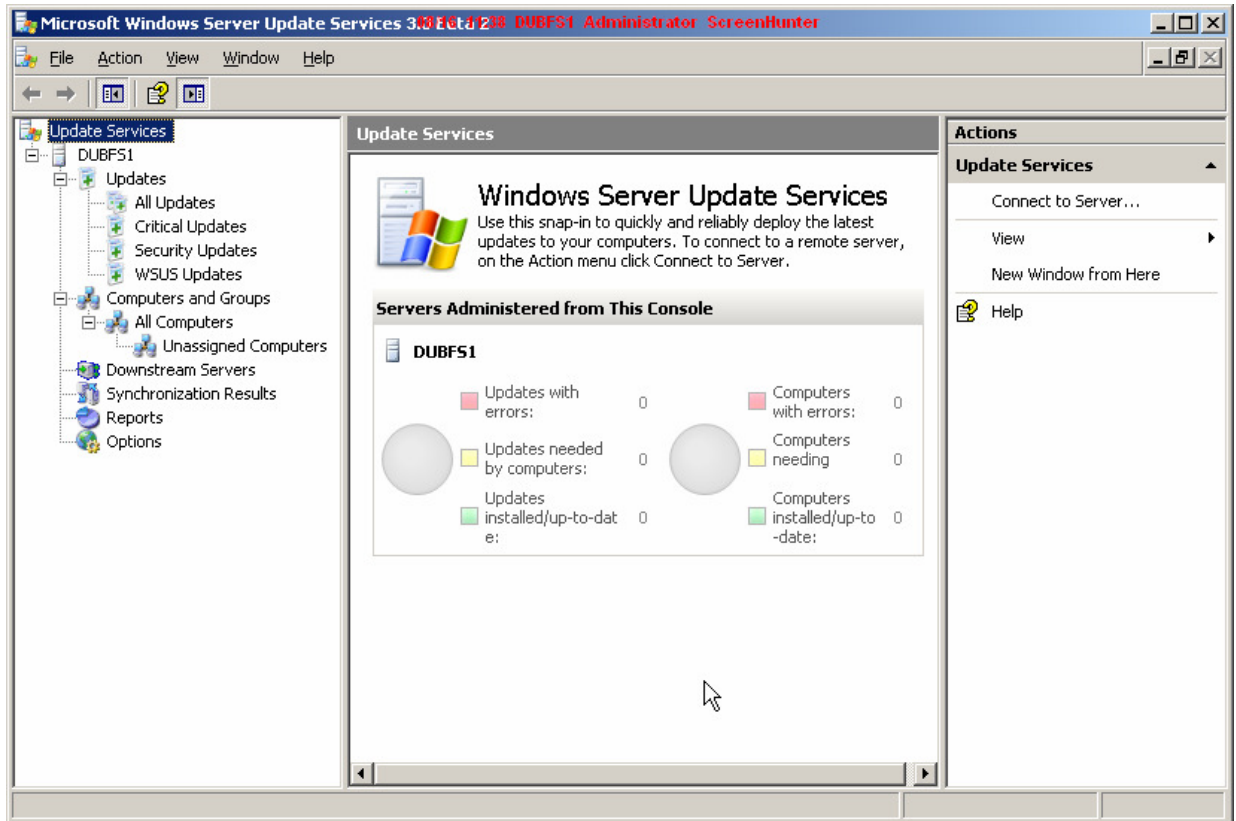 Microsoft Windows Server Update Services 3.0 Beta 2
DUBFS1 Administrator ScreenHunter
File Action View Window Help
Update Services
DUBFS1
Updates
All Updates
Critical Updates
Security Updates
WSUS Updates
Computers and Groups
All Computers
Unassigned Computers
Downstream Servers
Synchronization Results
Reports
Options
Update Services
Windows Server Update Services
Use this snap-in to quickly and reliably deploy the latest
updates to your computers. To connect to a remote server,
on the Action menu click Connect to Server.
Servers Administered from This Console
DUBFS1
Updates with
errors: 0
Updates needed
by computers: 0
Updates
installed/up-to-dat 0
e:
Computers
with errors: 0
Computers
needing 0
Computers
installed/up-to 0
-date:
Actions
Update Services
Connect to Server...
View
New Window from Here
Help